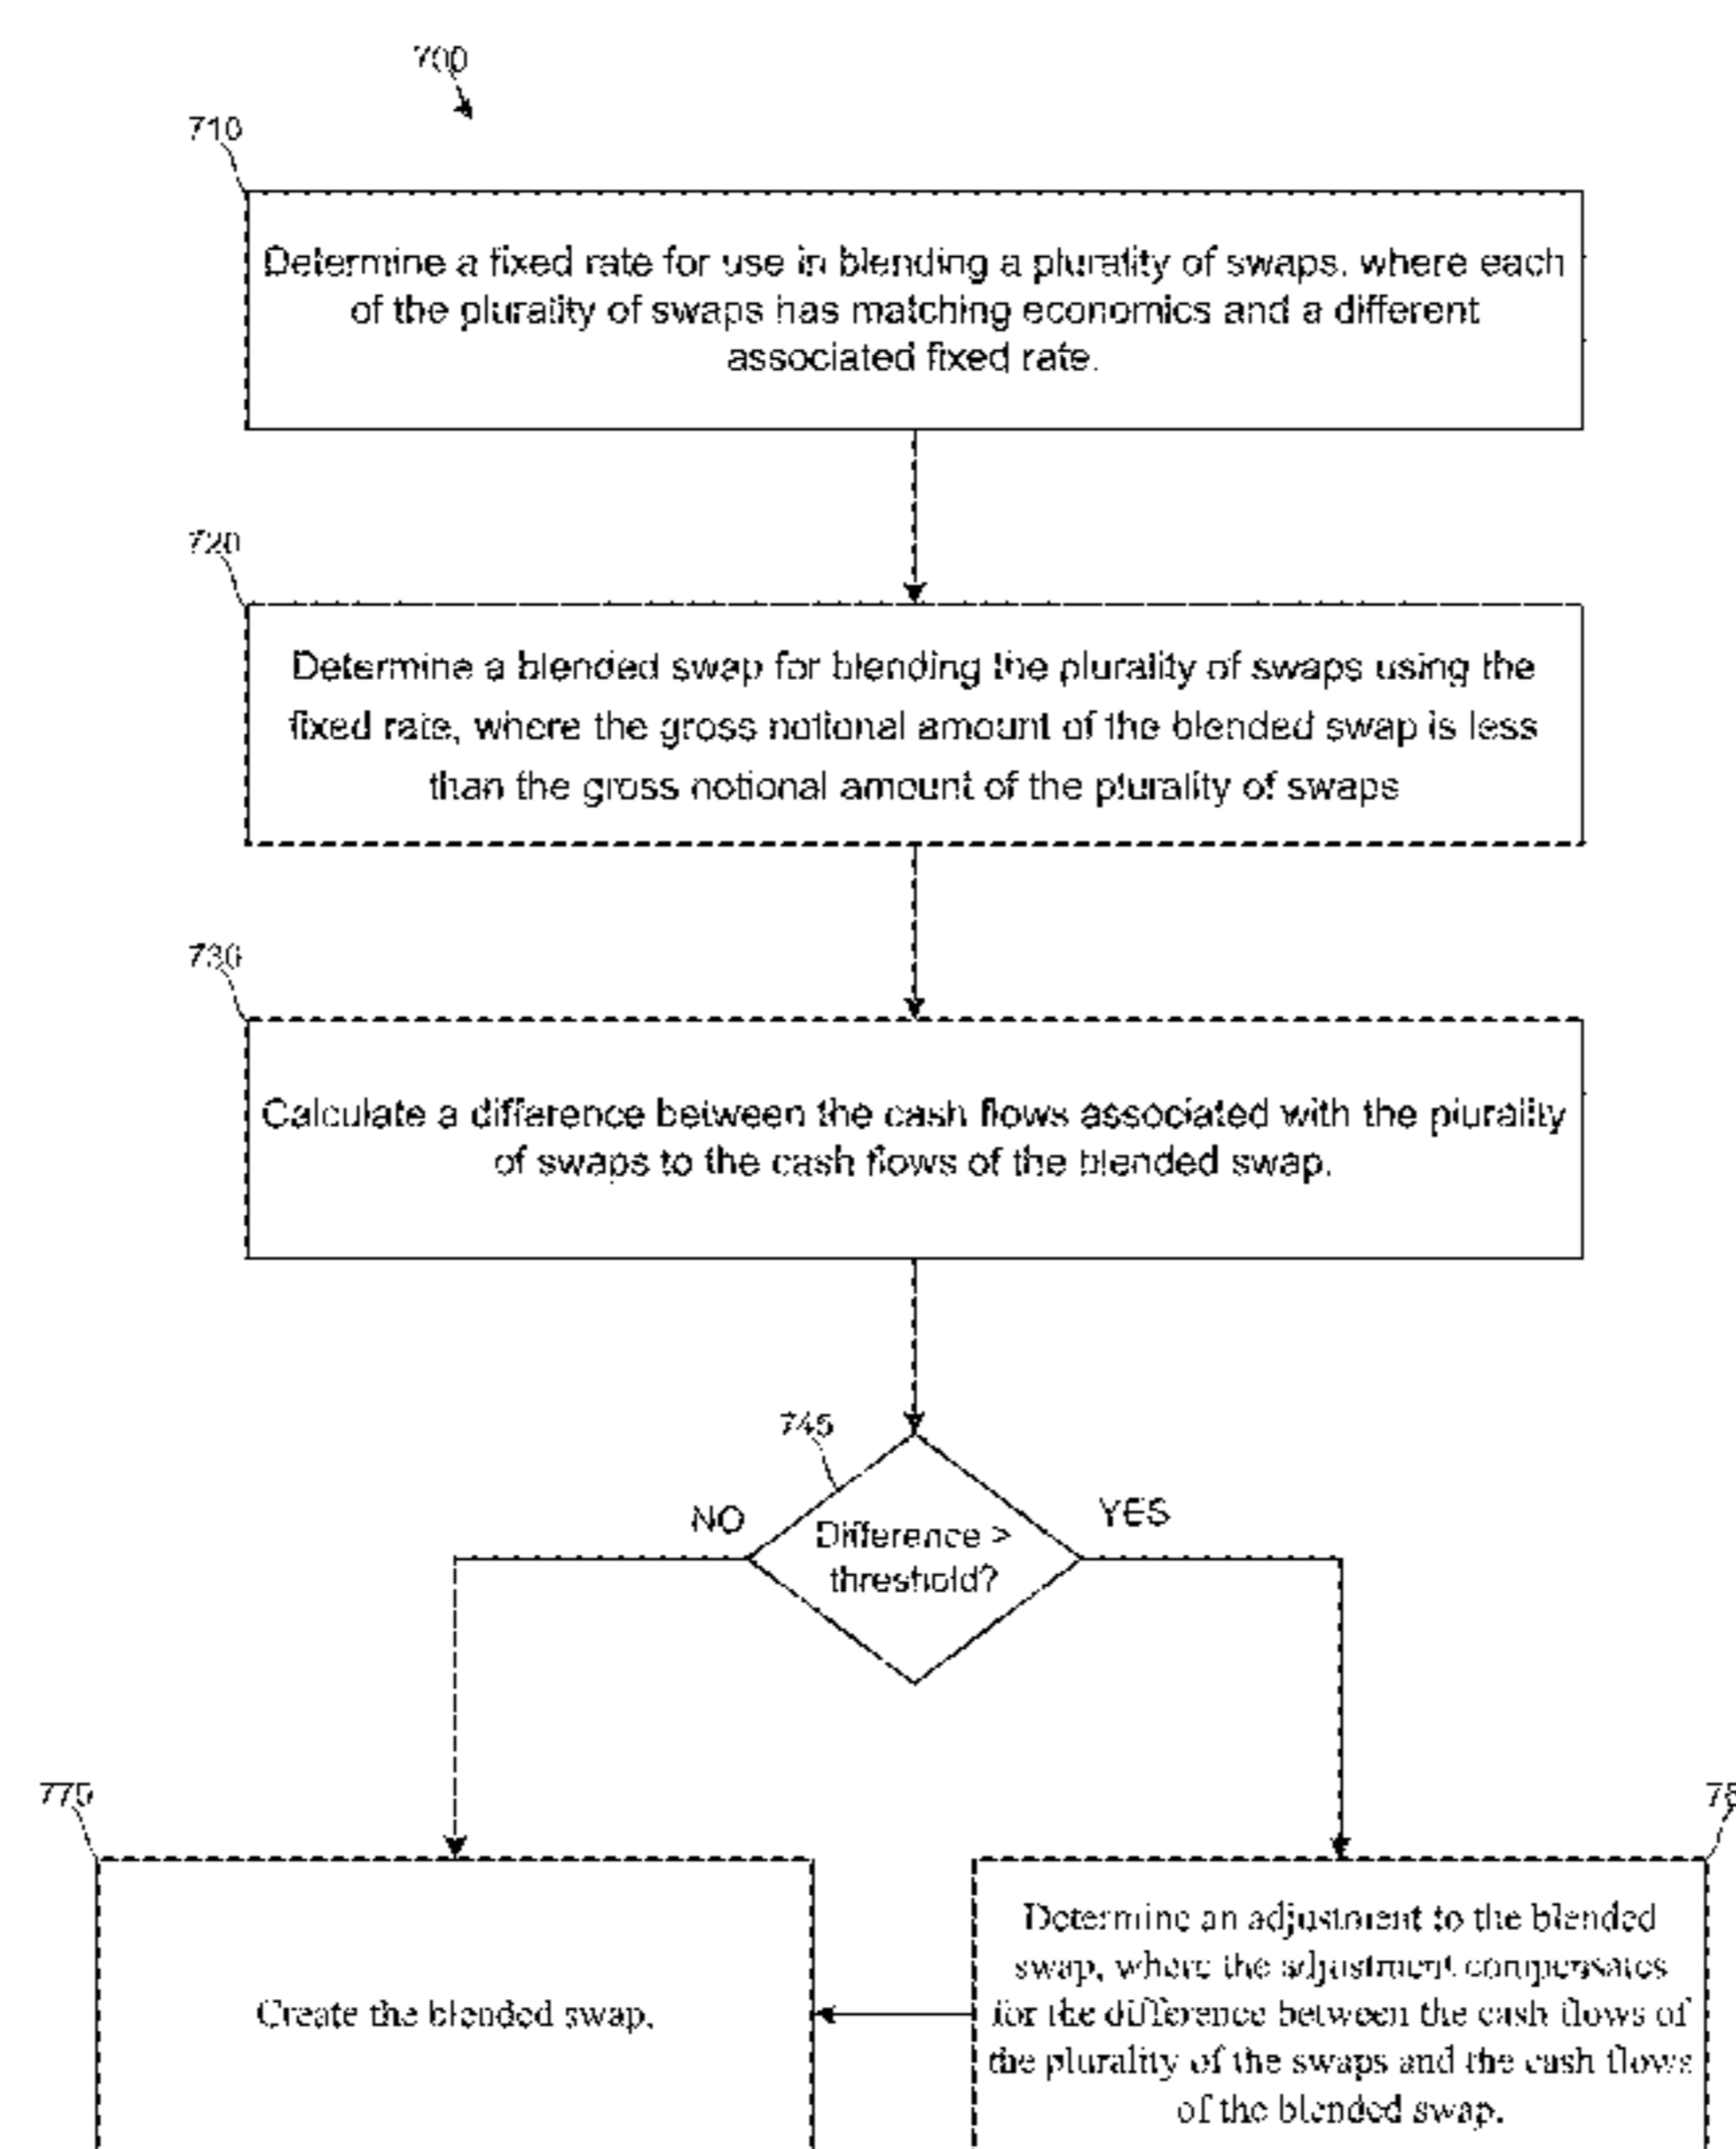 700
710
Determine a fixed rate for use in blending a plurality of swaps, where each
of the plurality of swaps has matching economics and a different
associated fixed rate.
720
Determine a blended swap for blending the plurality of swaps using the
fixed rate, where the gross notional amount of the blended swap is less
than the gross notional amount of the plurality of swaps
730
Calculate a difference between the cash flows associated with the plurality
of swaps to the cash flows of the blended swap.
745
NO
YES
Difference >
threshold?
775
Create the blended swap.
Determine an adjustment to the blended
swap, where the adjustment compensates
for the difference between the cash flows of
the plurality of the swaps and the cash flows
of the blended swap.